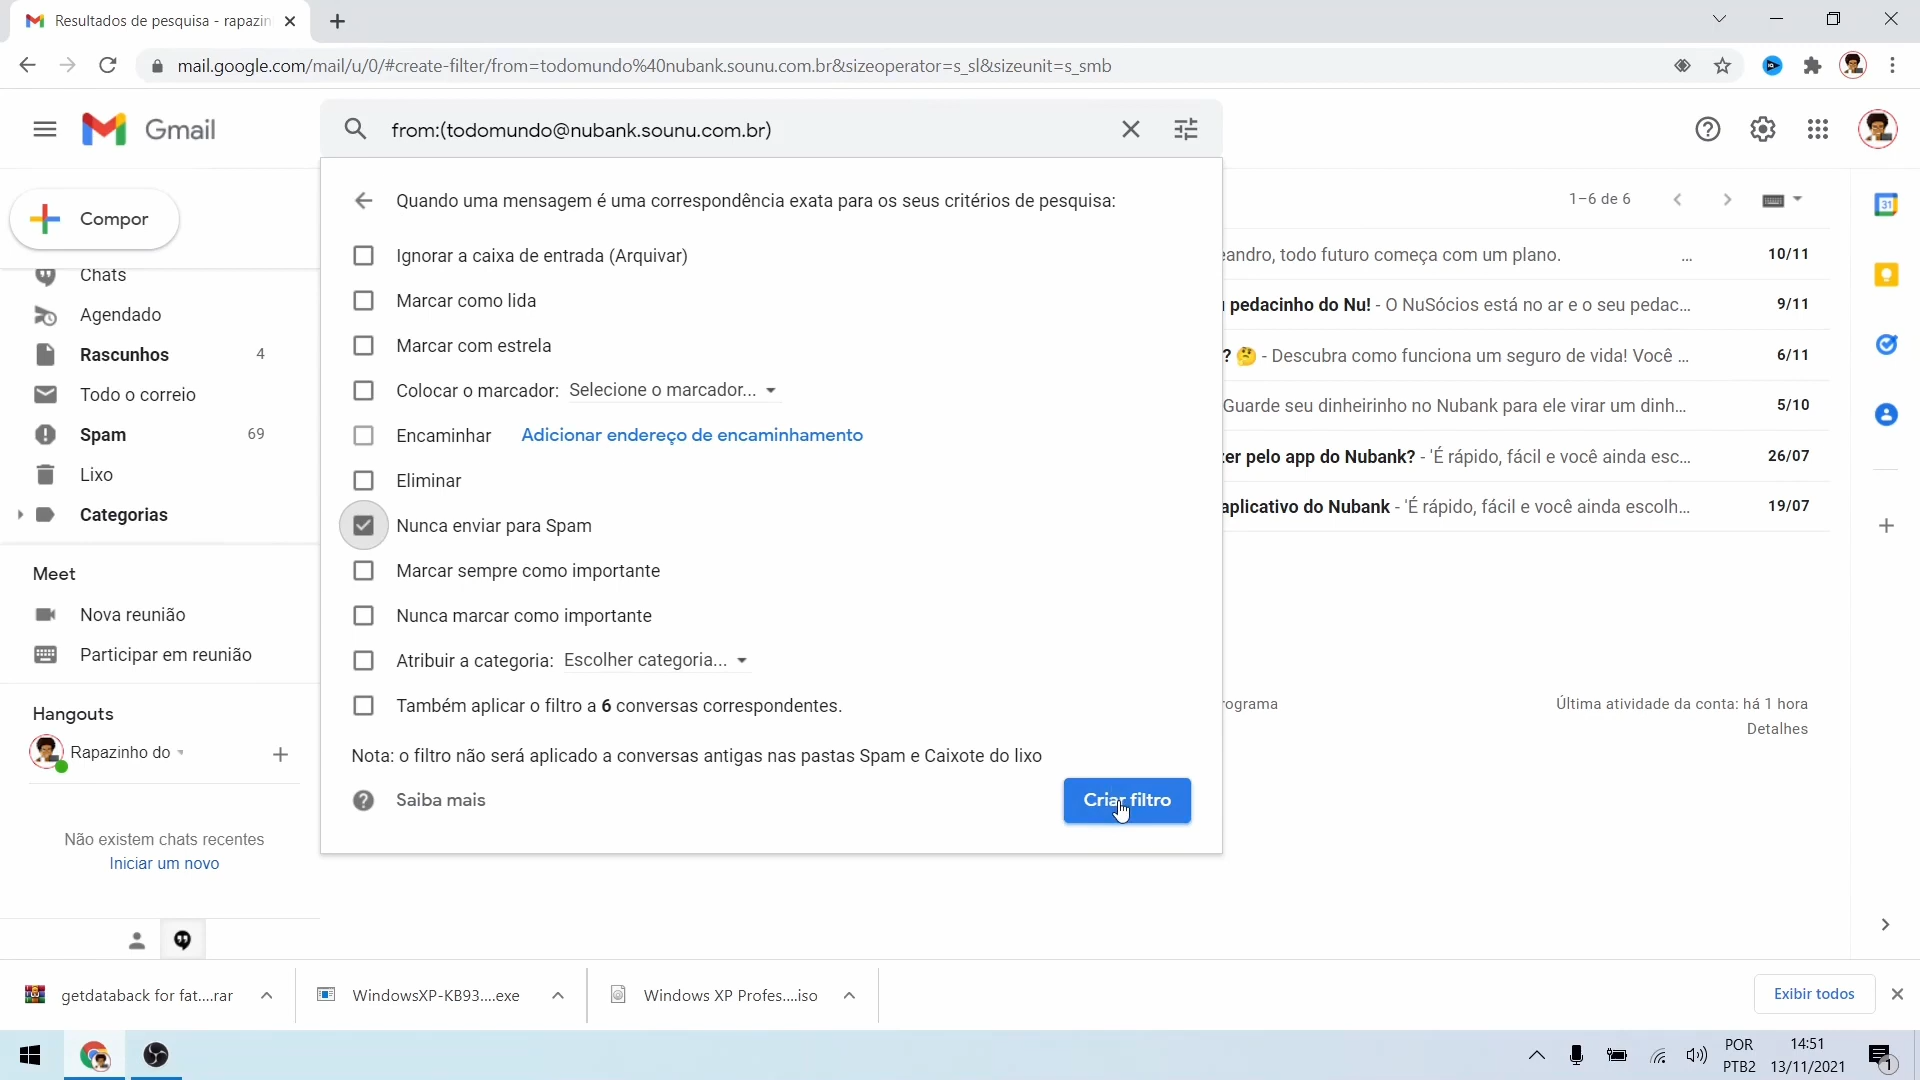 Resultados de pesquisa - rapazin
mail.google.com/mail/u/0/#create-filter/from=todomundo%40nubank.sounu.com.br&sizeoperator=s_sl&sizeunit=s_smb
Gmail
from:(todomundo@nubank.sounu.com.br)
Compor
Chats
Agendado
Rascunhos 4
Todo o correio
Spam 69
Lixo
Categorias
Meet
Nova reunião
Participar em reunião
Hangouts
Rapazinho do
Não existem chats recentes
Iniciar um novo
Quando uma mensagem é uma correspondência exata para os seus critérios de pesquisa:
Ignorar a caixa de entrada (Arquivar)
Marcar como lida
Marcar com estrela
Colocar o marcador: Selecione o marcador...
Encaminhar Adicionar endereço de encaminhamento
Eliminar
Nunca enviar para Spam
Marcar sempre como importante
Nunca marcar como importante
Atribuir a categoria: Escolher categoria...
Também aplicar o filtro a 6 conversas correspondentes.
Nota: o filtro não será aplicado a conversas antigas nas pastas Spam e Caixote do lixo
Saiba mais
Criar filtro
1–6 de 6
eandro, todo futuro começa com um plano. ... 10/11
pedacinho do Nu! - O NuSócios está no ar e o seu pedac... 9/11
? 🤔 - Descubra como funciona um seguro de vida! Você ... 6/11
Guarde seu dinheirinho no Nubank para ele virar um dinh... 5/10
er pelo app do Nubank? - 'É rápido, fácil e você ainda esc... 26/07
aplicativo do Nubank - 'É rápido, fácil e você ainda escolh... 19/07
rograma
Última atividade da conta: há 1 hora
Detalhes
31
getdataback for fat....rar
WindowsXP-KB93....exe
Windows XP Profes....iso
Exibir todos
POR
PTB2
14:51
13/11/2021
1